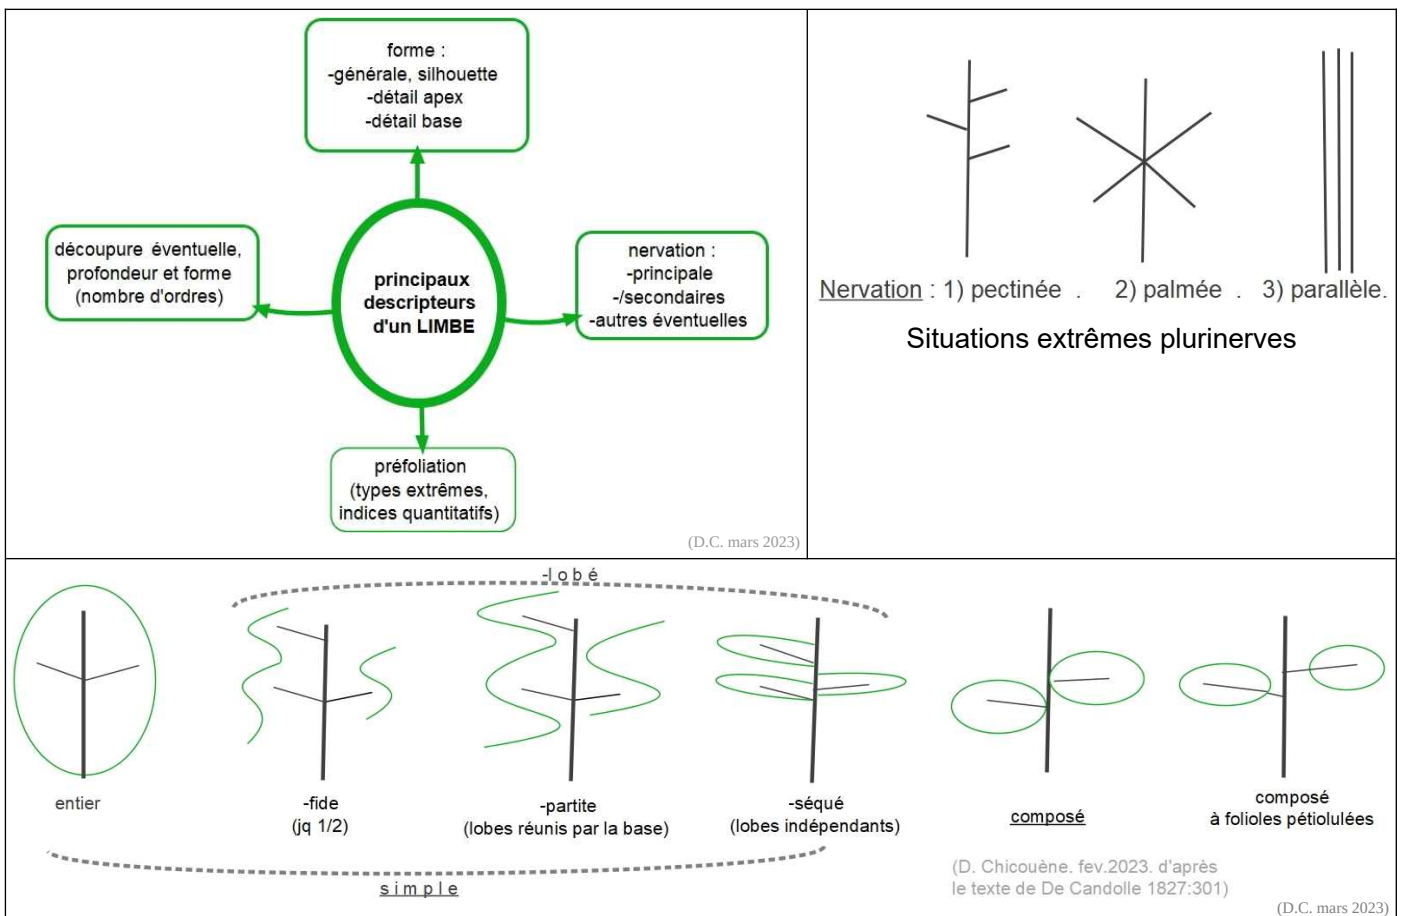 forme :
-générale, silhouette
-détail apex
-détail base
découpure éventuelle,
profondeur et forme
(nombre d'ordres)
principaux
descripteurs
d'un LIMBE
nervation :
-principale
-/secondaires
-autres éventuelles
préfoliation
(types extrêmes,
indices quantitatifs)
(D.C. mars 2023)
Nervation : 1) pectinée . 2) palmée . 3) parallèle.
Situations extrêmes plurinerves
-lobé
entier
-fide
(jq 1/2)
-partite
(lobes réunis par la base)
-séqué
(lobes indépendants)
composé
composé
à folioles pétiolulées
simple
(D. Chicouène. fev.2023. d'après
le texte de De Candolle 1827:301)
(D.C. mars 2023)